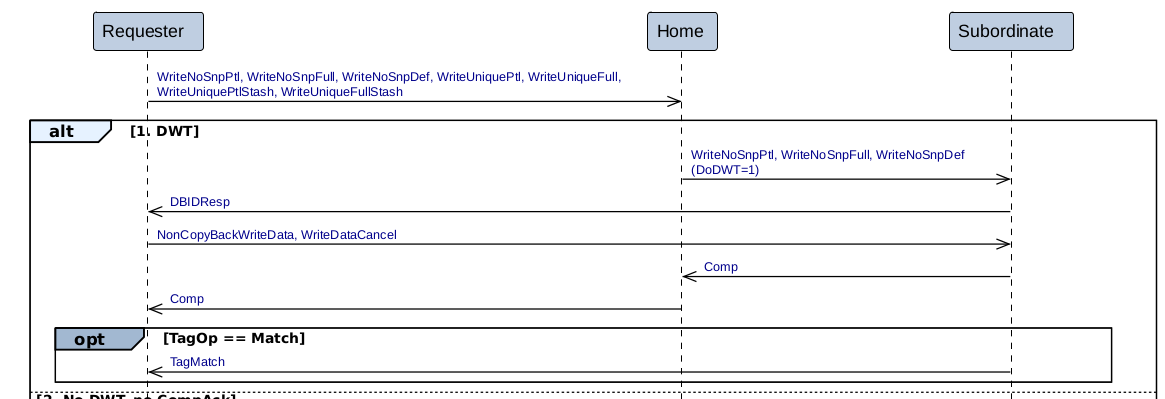 Requester
Home
Subordinate
WriteNoSnpPtl, WriteNoSnpFull, WriteNoSnpDef, WriteUniquePtl, WriteUniqueFull,
WriteUniquePtlStash, WriteUniqueFullStash
alt
[1. DWT]
WriteNoSnpPtl, WriteNoSnpFull, WriteNoSnpDef
(DoDWT=1)
DBIDResp
NonCopyBackWriteData, WriteDataCancel
Comp
Comp
opt
[TagOp == Match]
TagMatch
[2. No DWT, no CompAck]